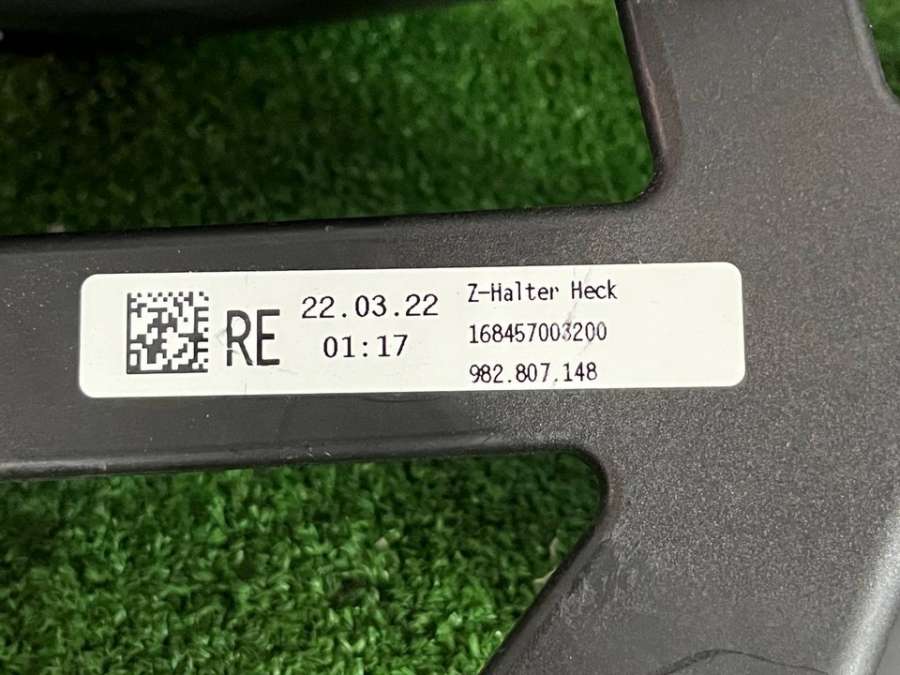 RE
22.03.22
01:17
Z-Halter Heck
168457003200
982.807.148